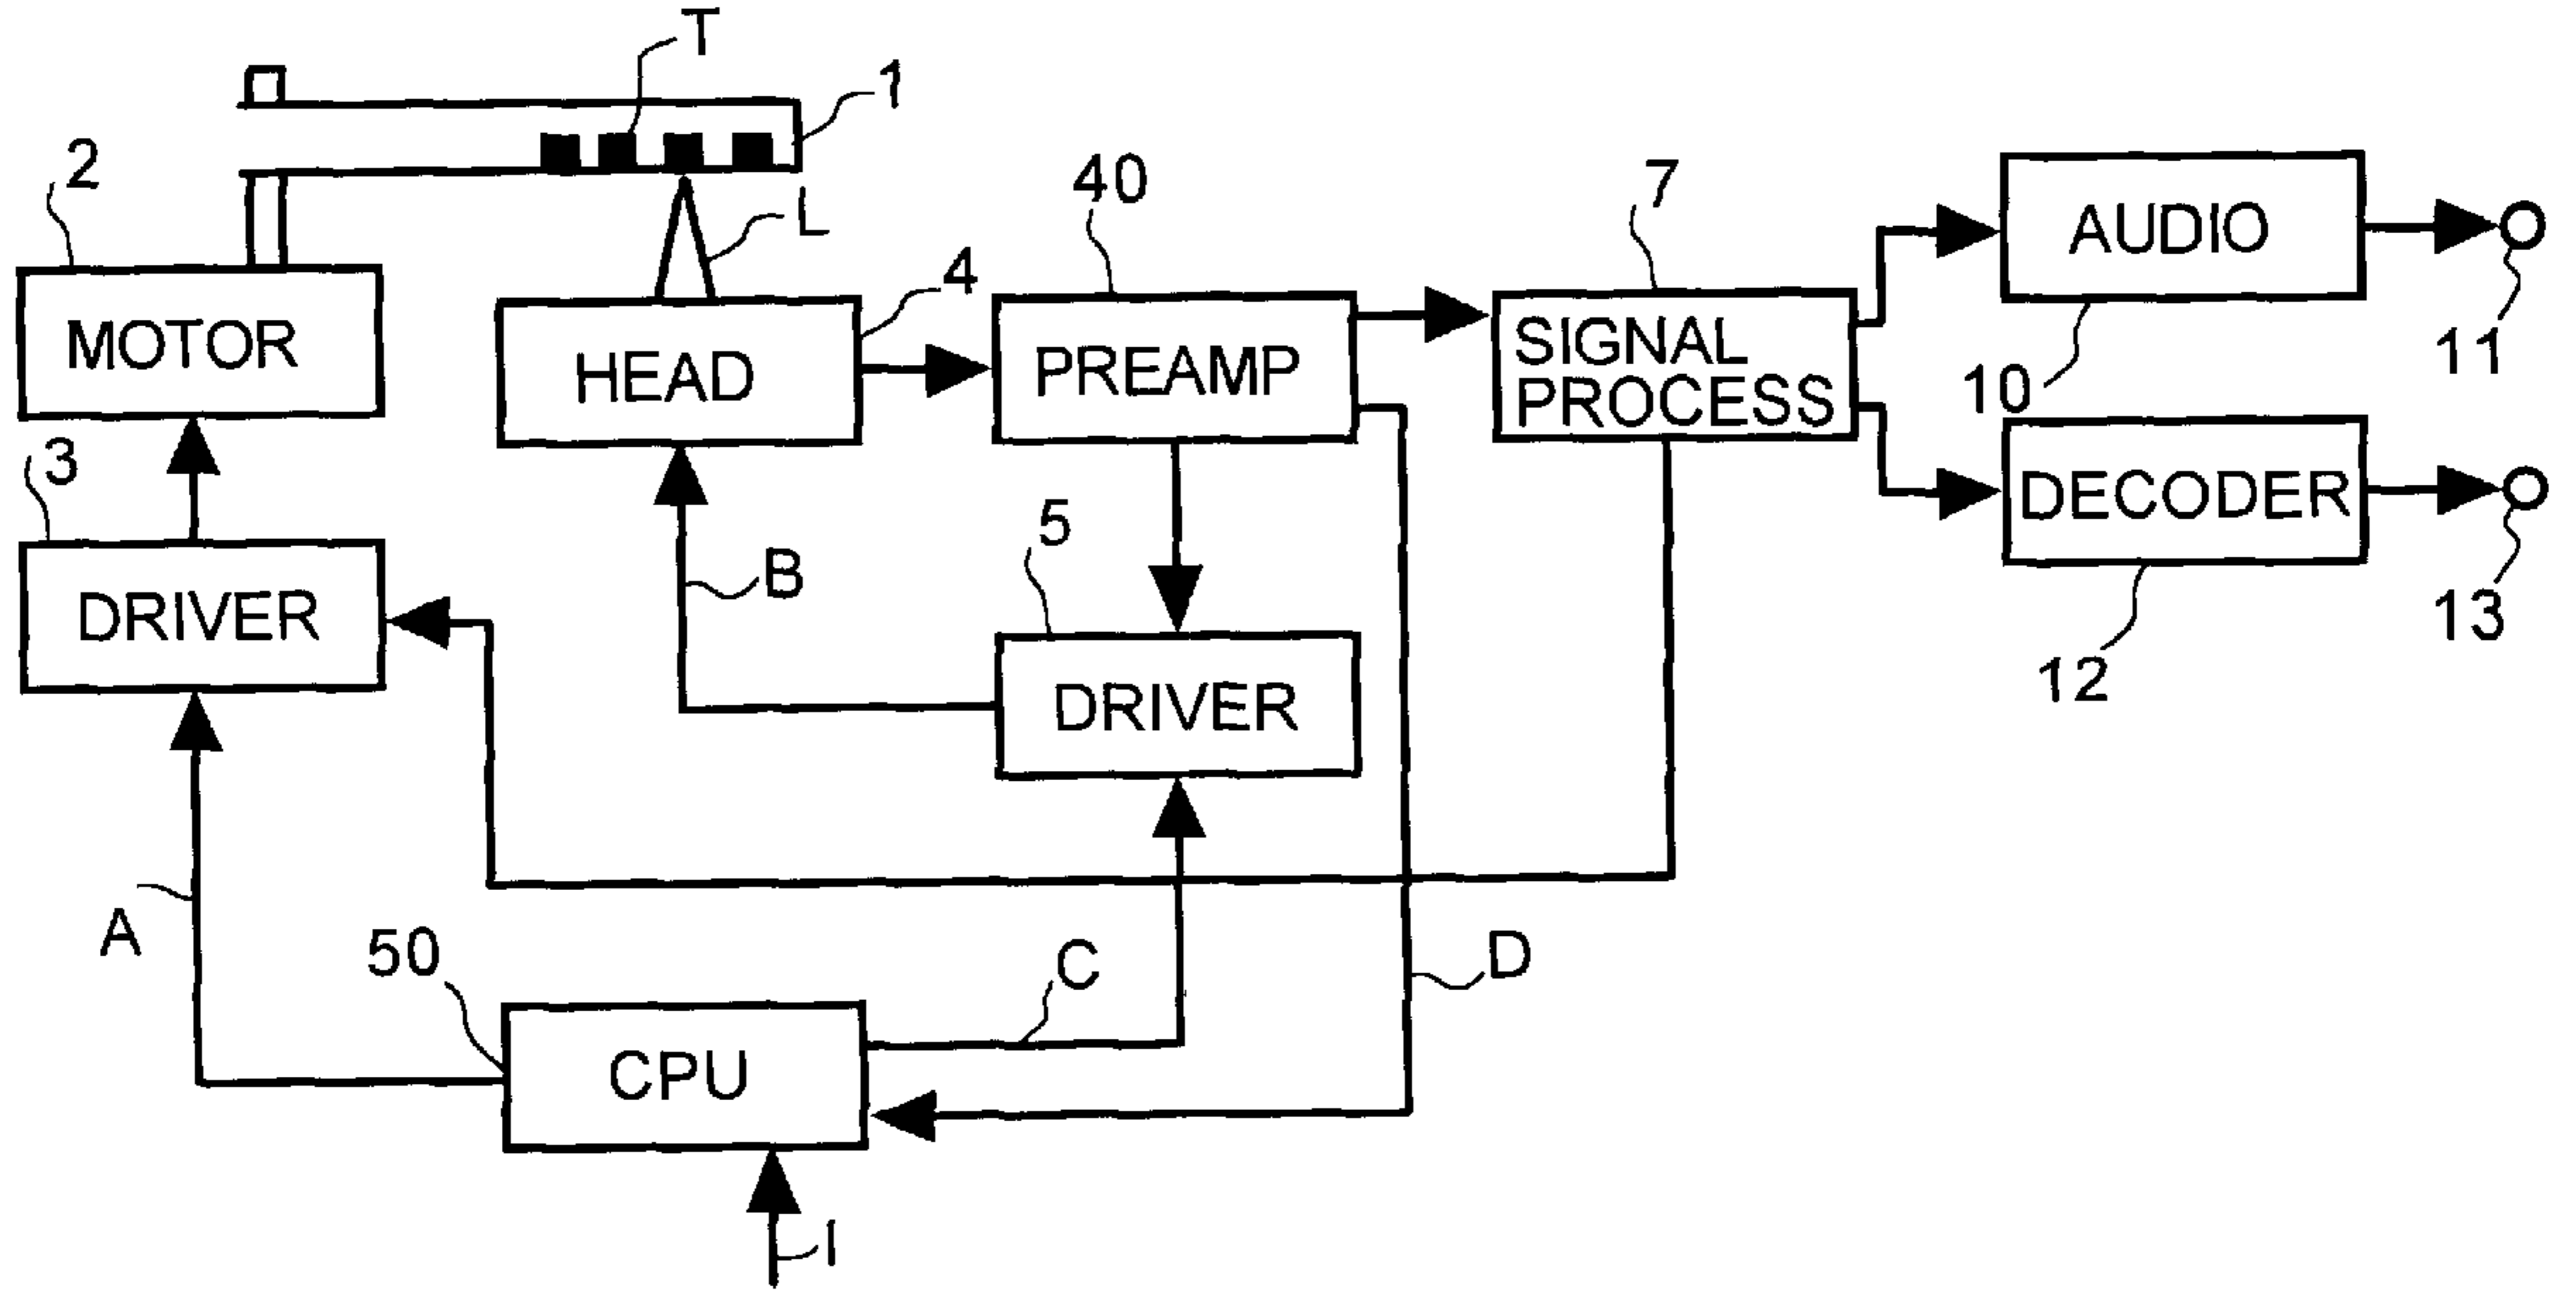 T
1
2
40
7
L
AUDIO
4
MOTOR
HEAD
PREAMP
SIGNAL
PROCESS
10
11
3
5
B
DECODER
DRIVER
DRIVER
12
13
A
50
C
D
CPU
I